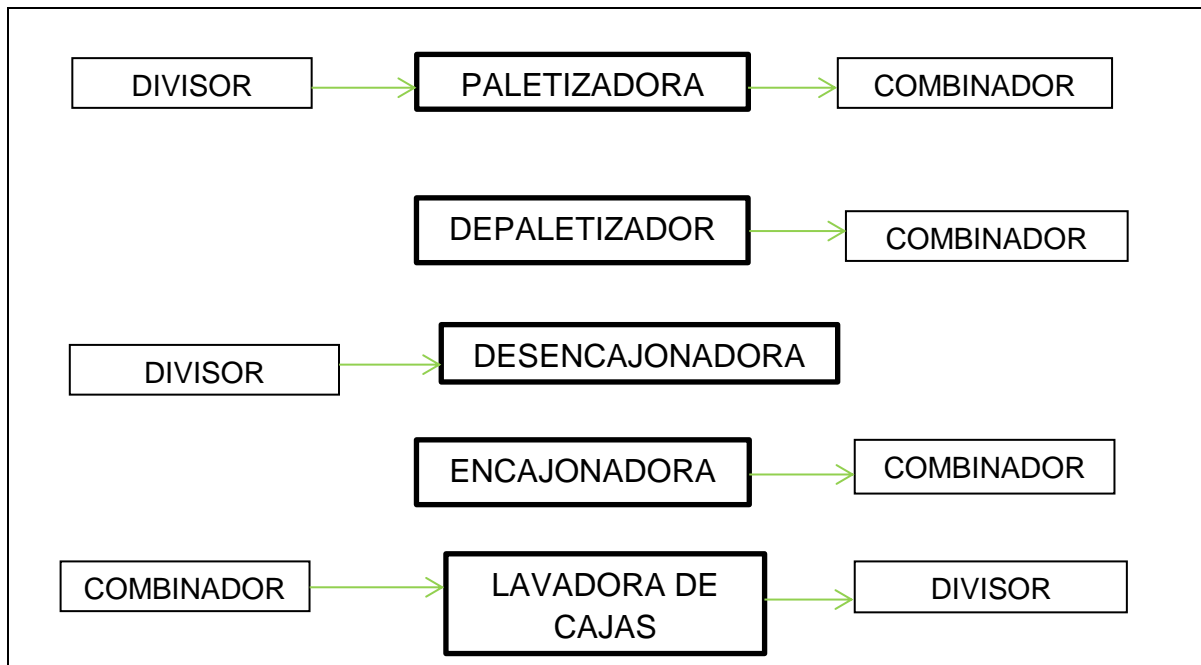 DIVISOR
PALETIZADORA
COMBINADOR
DEPALETIZADOR
COMBINADOR
DIVISOR
DESENCAJONADORA
ENCAJONADORA
COMBINADOR
COMBINADOR
LAVADORA DE
CAJAS
DIVISOR